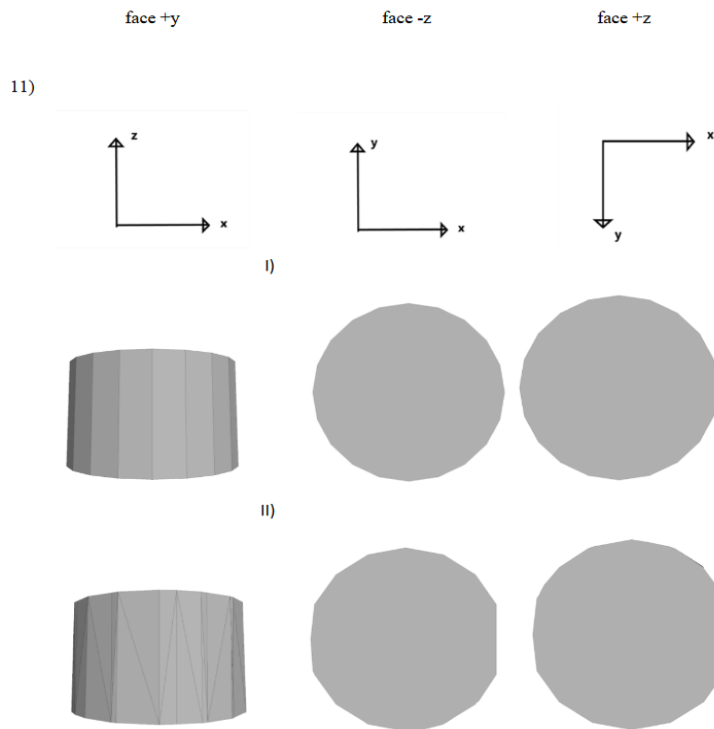 face +y face -z face +z
11)
z x y x x y
I)
II)